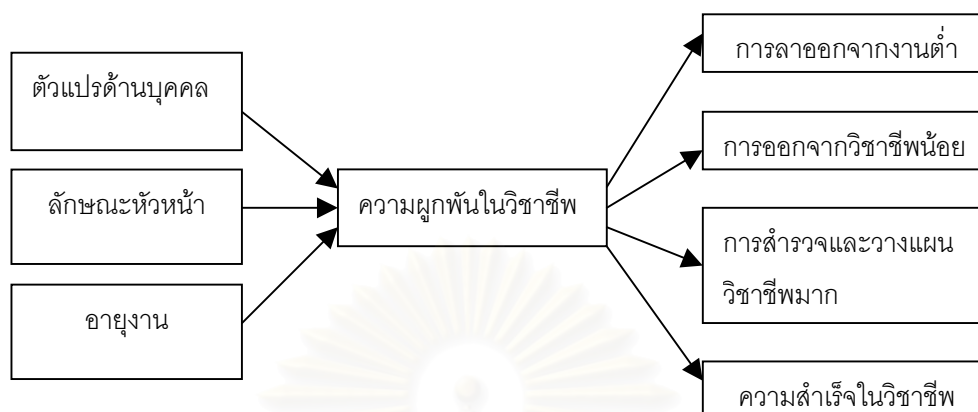 ตัวแปรด้านบุคคล
ลักษณะหัวหน้า
อายุงาน
ความผูกพันในวิชาชีพ
การลาออกจากงานต่ำ
การออกจากวิชาชีพน้อย
การสำรวจและวางแผน
วิชาชีพมาก
ความสำเร็จในวิชาชีพ